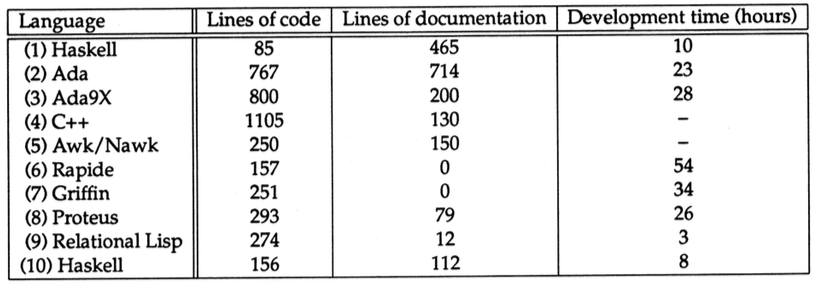 Language Lines of code Lines of documentation Development time (hours)
(1) Haskell 85 465 10
(2) Ada 767 714 23
(3) Ada9X 800 200 28
(4) C++ 1105 130 –
(5) Awk/Nawk 250 150 –
(6) Rapide 157 0 54
(7) Griffin 251 0 34
(8) Proteus 293 79 26
(9) Relational Lisp 274 12 3
(10) Haskell 156 112 8